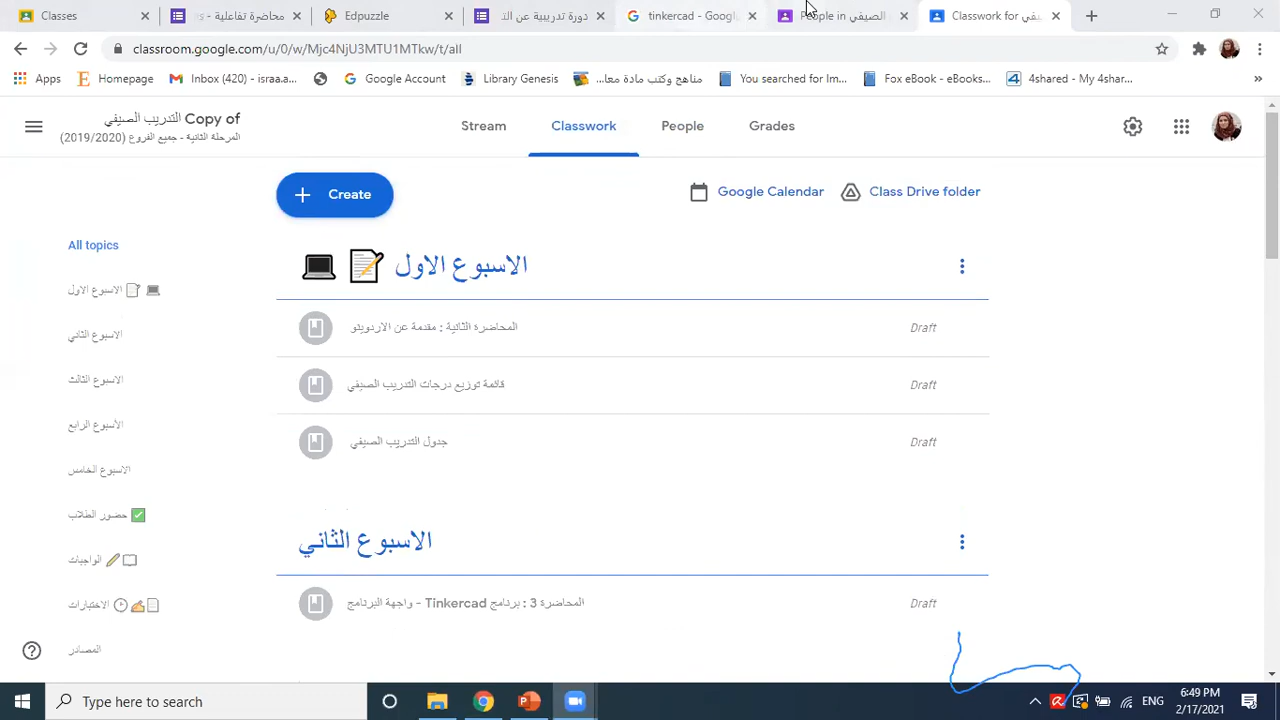 Classes
محاضرة تفاعلية - يو
Edpuzzle
دورة تدريبية عن الت
tinkercad - Googl
People in الصيفي
Classwork for في
classroom.google.com/u/0/w/Mjc4NjU3MTU1MTkw/t/all
Apps
Homepage
Inbox (420) - israa...
Google Account
Library Genesis
مناهج وكتب مادة معا...
You searched for Im...
Fox eBook - eBooks...
4shared - My 4shar...
Copy of التدريب الصيفي
المرحلة الثانية - جميع الفروع (2019/2020)
Stream
Classwork
People
Grades
Create
Google Calendar
Class Drive folder
All topics
الاسبوع الاول
الاسبوع الثاني
الاسبوع الثالث
الأسبوع الرابع
الاسبوع الخامس
حضور الطلاب
الواجبات
الاختبارات
المصادر
الاسبوع الاول
المحاضرة الثانية : مقدمة عن الاردوينو
Draft
قائمة توزيع درجات التدريب الصيفي
Draft
جدول التدريب الصيفي
Draft
الاسبوع الثاني
المحاضرة 3 : برنامج Tinkercad - واجهة البرنامج
Draft
Type here to search
ENG
6:49 PM
2/17/2021